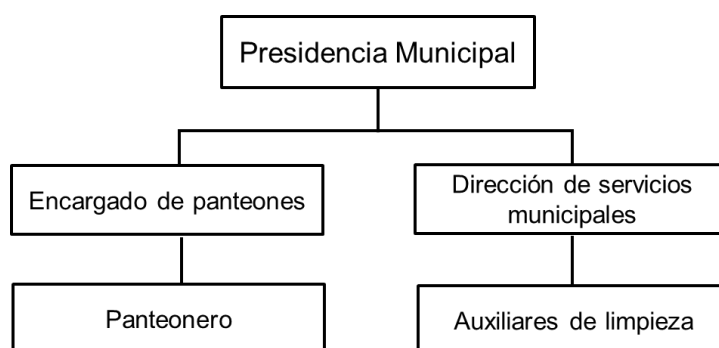 Presidencia Municipal
Encargado de panteones
Dirección de servicios
municipales
Panteonero
Auxiliares de limpieza